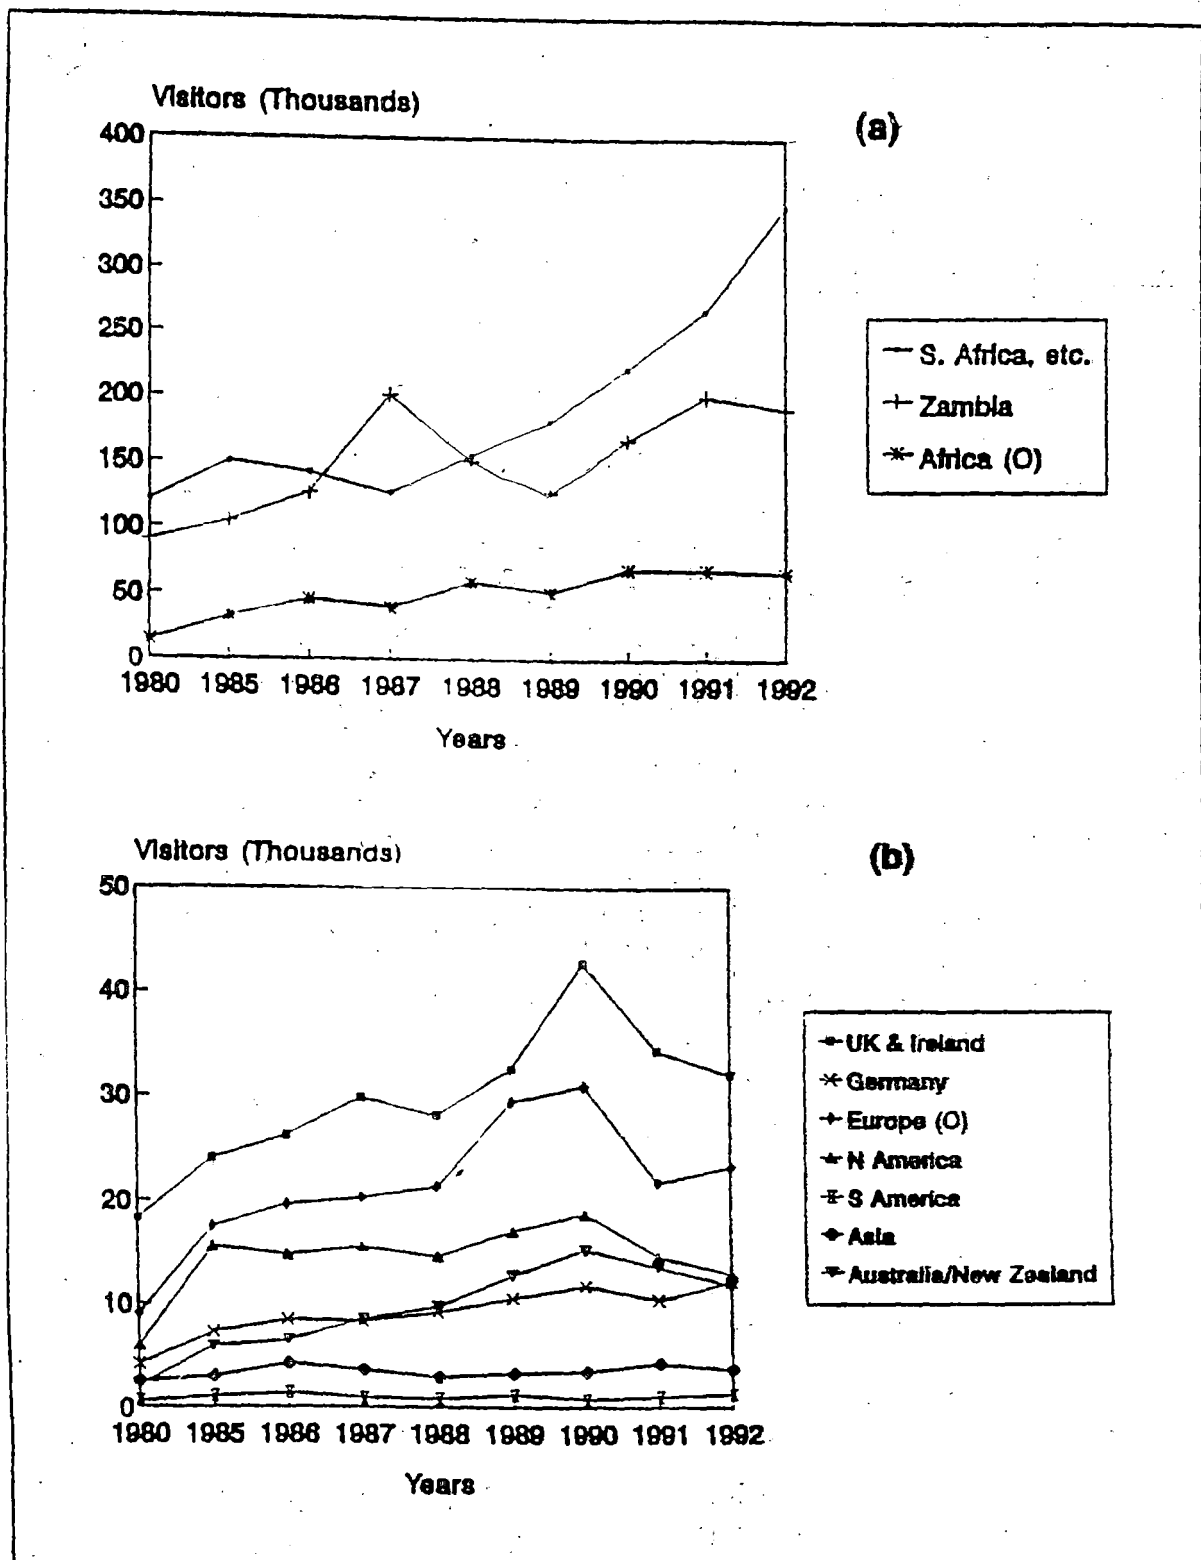 Visitors (Thousands)
(a)
400
350
300
250
200
150
100
50
0
1980 1985 1986 1987 1988 1989 1990 1991 1992
Years
S. Africa, etc.
Zambia
Africa (O)
Visitors (Thousands)
(b)
50
40
30
20
10
0
1980 1985 1986 1987 1988 1989 1990 1991 1992
Years
UK & Ireland
Germany
Europe (O)
N America
S America
Asia
Australia/New Zealand